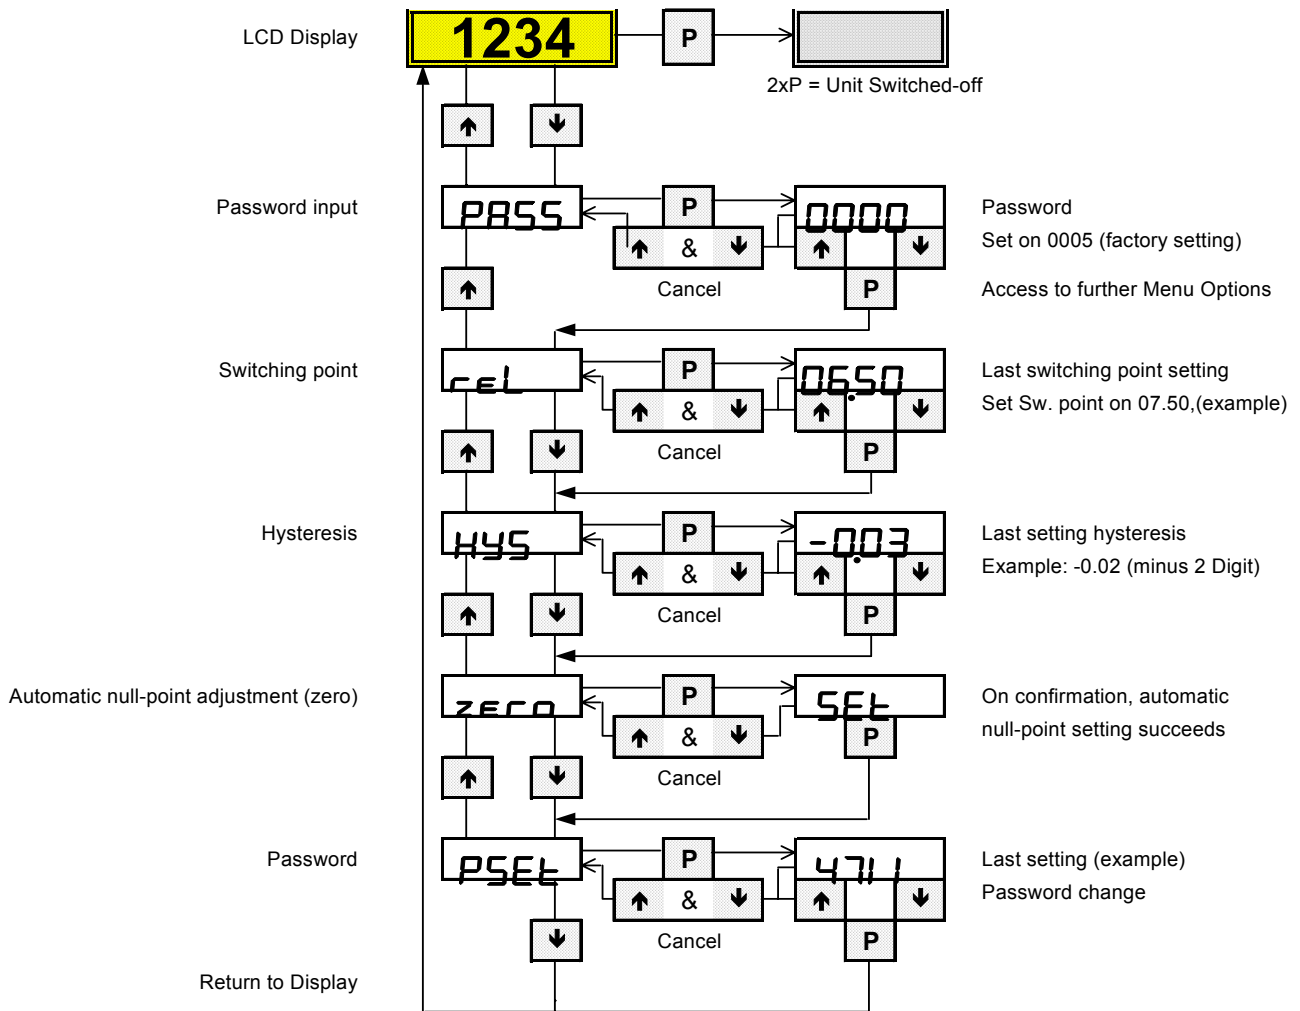 LCD Display
1234
P
2xP = Unit Switched-off
Password input
PASS
P
0000
Password
&
Set on 0005 (factory setting)
Cancel
P
Access to further Menu Options
Switching point
rel
P
06.50
Last switching point setting
&
Set Sw. point on 07.50,(example)
Cancel
P
Hysteresis
HYS
P
-0.03
Last setting hysteresis
&
Example: -0.02 (minus 2 Digit)
Cancel
P
Automatic null-point adjustment (zero)
zero
P
SEt
On confirmation, automatic
&
P
null-point setting succeeds
Cancel
Password
PSEt
P
4711
Last setting (example)
&
Password change
Cancel
P
Return to Display